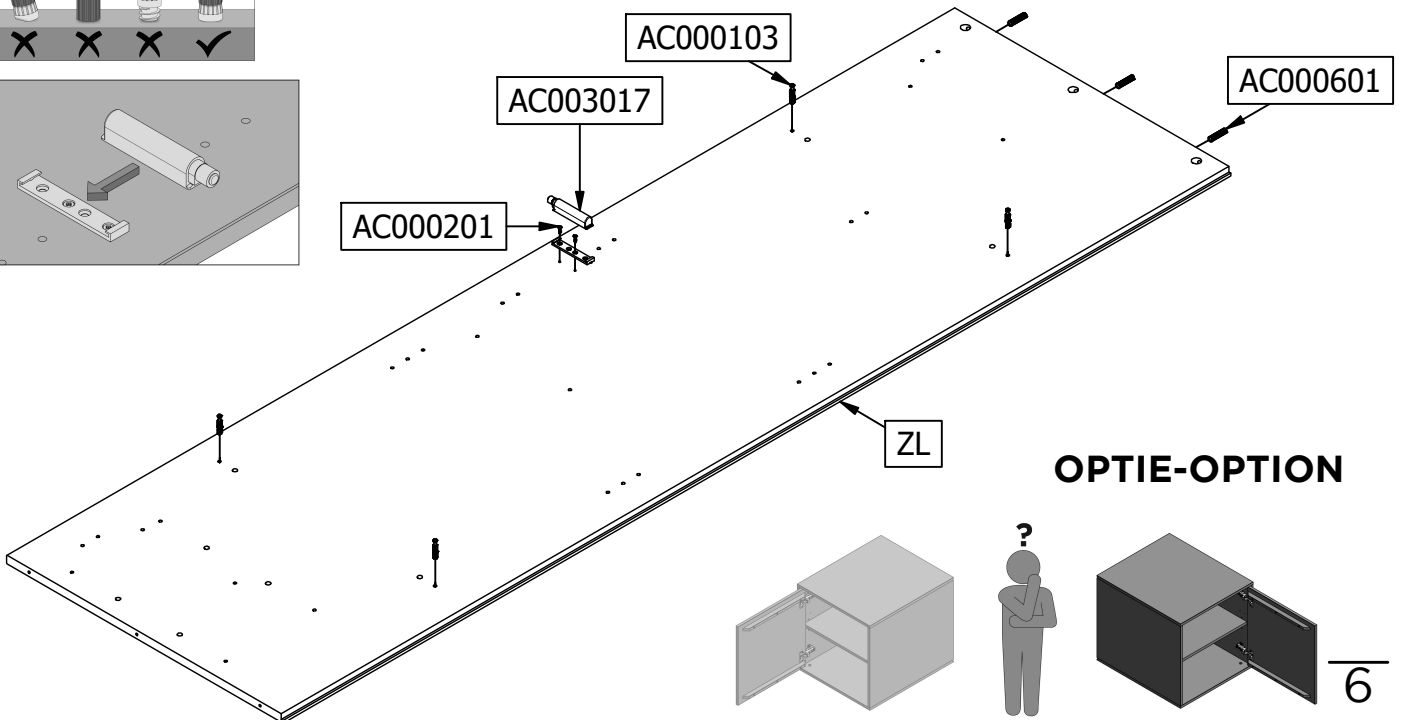 AC000103
AC000601
AC003017
AC000201
ZL
OPTIE-OPTION
?
6